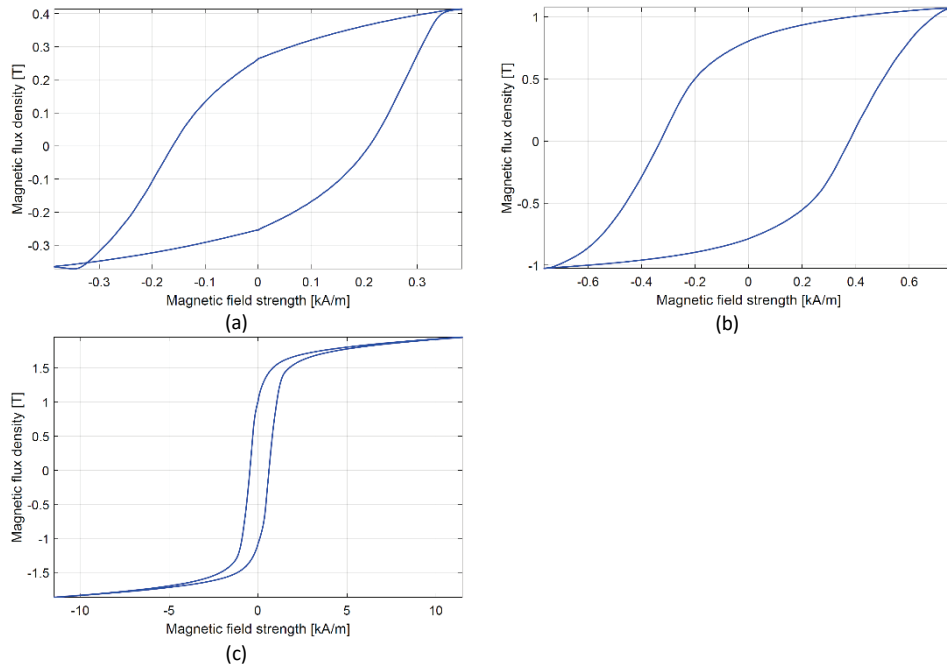 Magnetic flux density [T]
0.4
0.3
0.2
0.1
0
-0.1
-0.2
-0.3
-0.3 -0.2 -0.1 0 0.1 0.2 0.3
Magnetic field strength [kA/m]
(a)
Magnetic flux density [T]
1
0.5
0
-0.5
-1
-0.6 -0.4 -0.2 0 0.2 0.4 0.6
Magnetic field strength [kA/m]
(b)
Magnetic flux density [T]
1.5
1
0.5
0
-0.5
-1
-1.5
-10 -5 0 5 10
Magnetic field strength [kA/m]
(c)